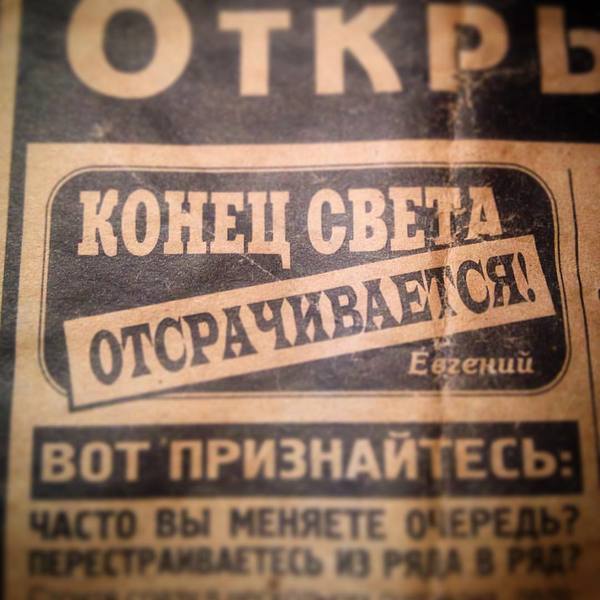 ОТКРЫ
КОНЕЦ СВЕТА
ОТСРАЧИВАЕТСЯ!
Евгений
ВОТ ПРИЗНАЙТЕСЬ:
ЧАСТО ВЫ МЕНЯЕТЕ ОЧЕРЕДЬ?
ПЕРЕСТРАИВАЕТЕСЬ ИЗ РЯДА В РЯД?